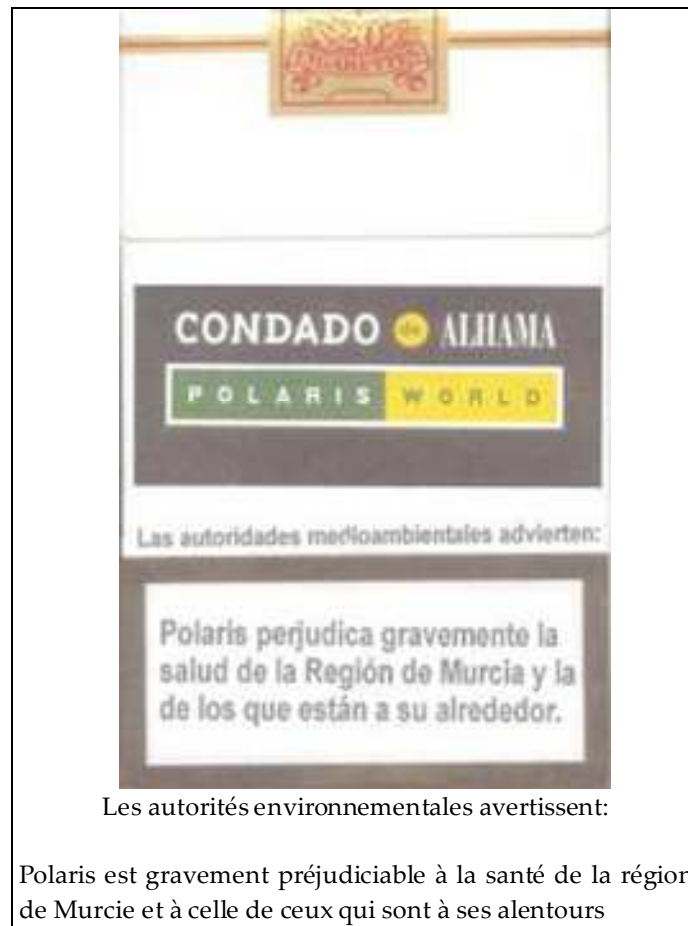 CONDADO de ALHAMA
POLARIS WORLD
Las autoridades medioambientales advierten:
Polaris perjudica gravemente la
salud de la Región de Murcia y la
de los que están a su alrededor.
Les autorités environnementales avertissent:
Polaris est gravement préjudiciable à la santé de la région
de Murcie et à celle de ceux qui sont à ses alentours